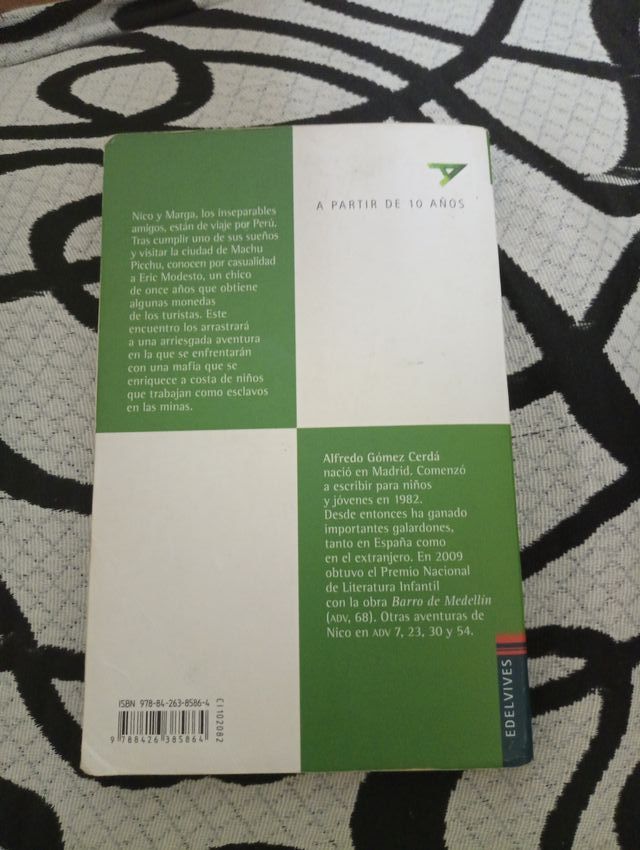 A PARTIR DE 10 AÑOS
Nico y Marga, los inseparables
amigos, están de viaje por Perú.
Tras cumplir uno de sus sueños
y visitar la ciudad de Machu
Picchu, conocen por casualidad
a Eric Modesto, un chico
de once años que obtiene
algunas monedas
de los turistas. Este
encuentro los arrastrará
a una arriesgada aventura
en la que se enfrentarán
con una mafia que se
enriquece a costa de niños
que trabajan como esclavos
en las minas.
Alfredo Gómez Cerdá
nació en Madrid. Comenzó
a escribir para niños
y jóvenes en 1982.
Desde entonces ha ganado
importantes galardones,
tanto en España como
en el extranjero. En 2009
obtuvo el Premio Nacional
de Literatura Infantil
con la obra Barro de Medellín
(ADV, 68). Otras aventuras de
Nico en ADV 7, 23, 30 y 54.
EDELVIVES
ISBN 978-84-263-8586-4
9 788426 385864
CI102082